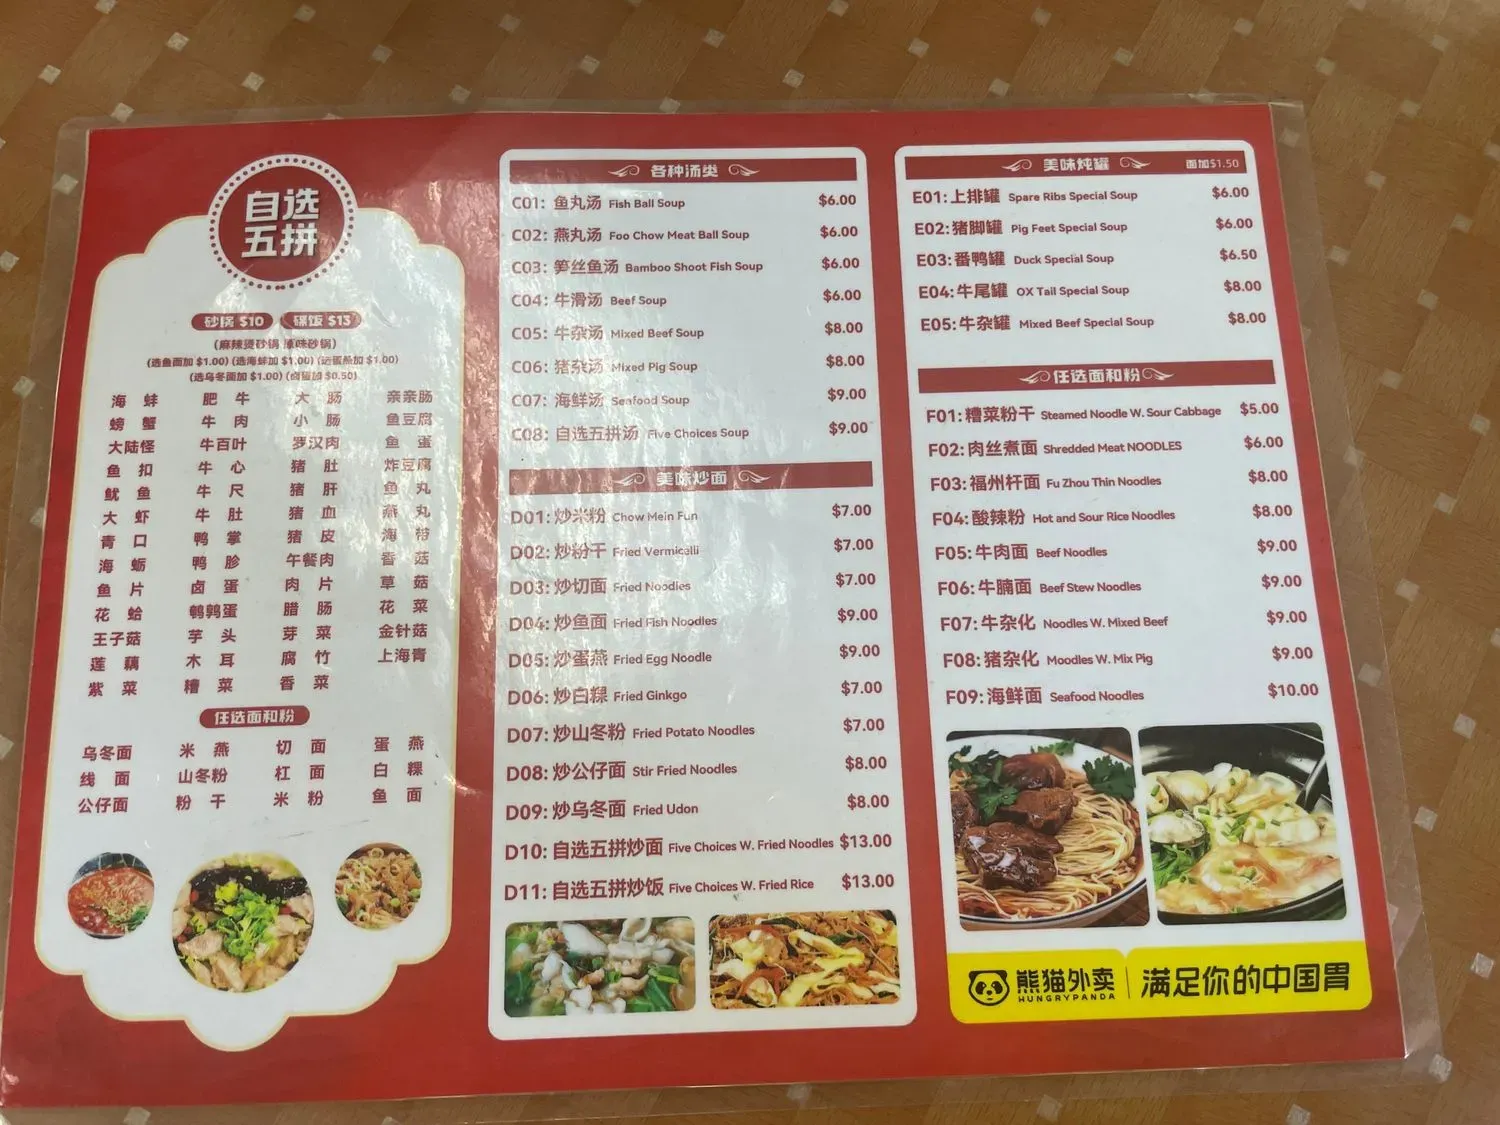 自选
五拼
砂锅 $10 碟饭 $13
(麻辣烫砂锅 原味砂锅)
(选鱼面加 $1.00) (选海蚌加 $1.00) (选蛋燕加 $1.00)
(选乌冬面加 $1.00) (卤蛋加 $0.50)
海 蚌 肥 牛 大 肠 亲亲肠
螃 蟹 牛 肉 小 肠 鱼豆腐
大陆怪 牛百叶 罗汉肉 鱼 蛋
鱼 扣 牛 心 猪 肚 炸豆腐
鱿 鱼 牛 尺 猪 肝 鱼 丸
大 虾 牛 肚 猪 血 燕 丸
青 口 鸭 掌 猪 皮 海 带
海 蛎 鸭 胗 午餐肉 香 菇
鱼 片 卤 蛋 肉 片 草 菇
花 蛤 鹌鹑蛋 腊 肠 花 菜
王子菇 芋 头 芽 菜 金针菇
莲 藕 木 耳 腐 竹 上海青
紫 菜 糟 菜 香 菜
任选面和粉
乌冬面 米 燕 切 面 蛋 燕
线 面 山冬粉 杠 面 白 粿
公仔面 粉 干 米 粉 鱼 面
各种汤类
C01: 鱼丸汤 Fish Ball Soup $6.00
C02: 燕丸汤 Foo Chow Meat Ball Soup $6.00
C03: 笋丝鱼汤 Bamboo Shoot Fish Soup $6.00
C04: 牛滑汤 Beef Soup $6.00
C05: 牛杂汤 Mixed Beef Soup $8.00
C06: 猪杂汤 Mixed Pig Soup $8.00
C07: 海鲜汤 Seafood Soup $9.00
C08: 自选五拼汤 Five Choices Soup $9.00
美味炒面
D01: 炒米粉 Chow Mein Fun $7.00
D02: 炒粉干 Fried Vermicelli $7.00
D03: 炒切面 Fried Noodles $7.00
D04: 炒鱼面 Fried Fish Noodles $9.00
D05: 炒蛋燕 Fried Egg Noodle $9.00
D06: 炒白粿 Fried Ginkgo $7.00
D07: 炒山冬粉 Fried Potato Noodles $7.00
D08: 炒公仔面 Stir Fried Noodles $8.00
D09: 炒乌冬面 Fried Udon $8.00
D10: 自选五拼炒面 Five Choices W. Fried Noodles $13.00
D11: 自选五拼炒饭 Five Choices W. Fried Rice $13.00
美味炖罐 面加$1.50
E01: 上排罐 Spare Ribs Special Soup $6.00
E02: 猪脚罐 Pig Feet Special Soup $6.00
E03: 番鸭罐 Duck Special Soup $6.50
E04: 牛尾罐 OX Tail Special Soup $8.00
E05: 牛杂罐 Mixed Beef Special Soup $8.00
任选面和粉
F01: 糟菜粉干 Steamed Noodle W. Sour Cabbage $5.00
F02: 肉丝煮面 Shredded Meat NOODLES $6.00
F03: 福州杆面 Fu Zhou Thin Noodles $8.00
F04: 酸辣粉 Hot and Sour Rice Noodles $8.00
F05: 牛肉面 Beef Noodles $9.00
F06: 牛腩面 Beef Stew Noodles $9.00
F07: 牛杂化 Noodles W. Mixed Beef $9.00
F08: 猪杂化 Moodles W. Mix Pig $9.00
F09: 海鲜面 Seafood Noodles $10.00
熊猫外卖 满足你的中国胃
HUNGRYPANDA